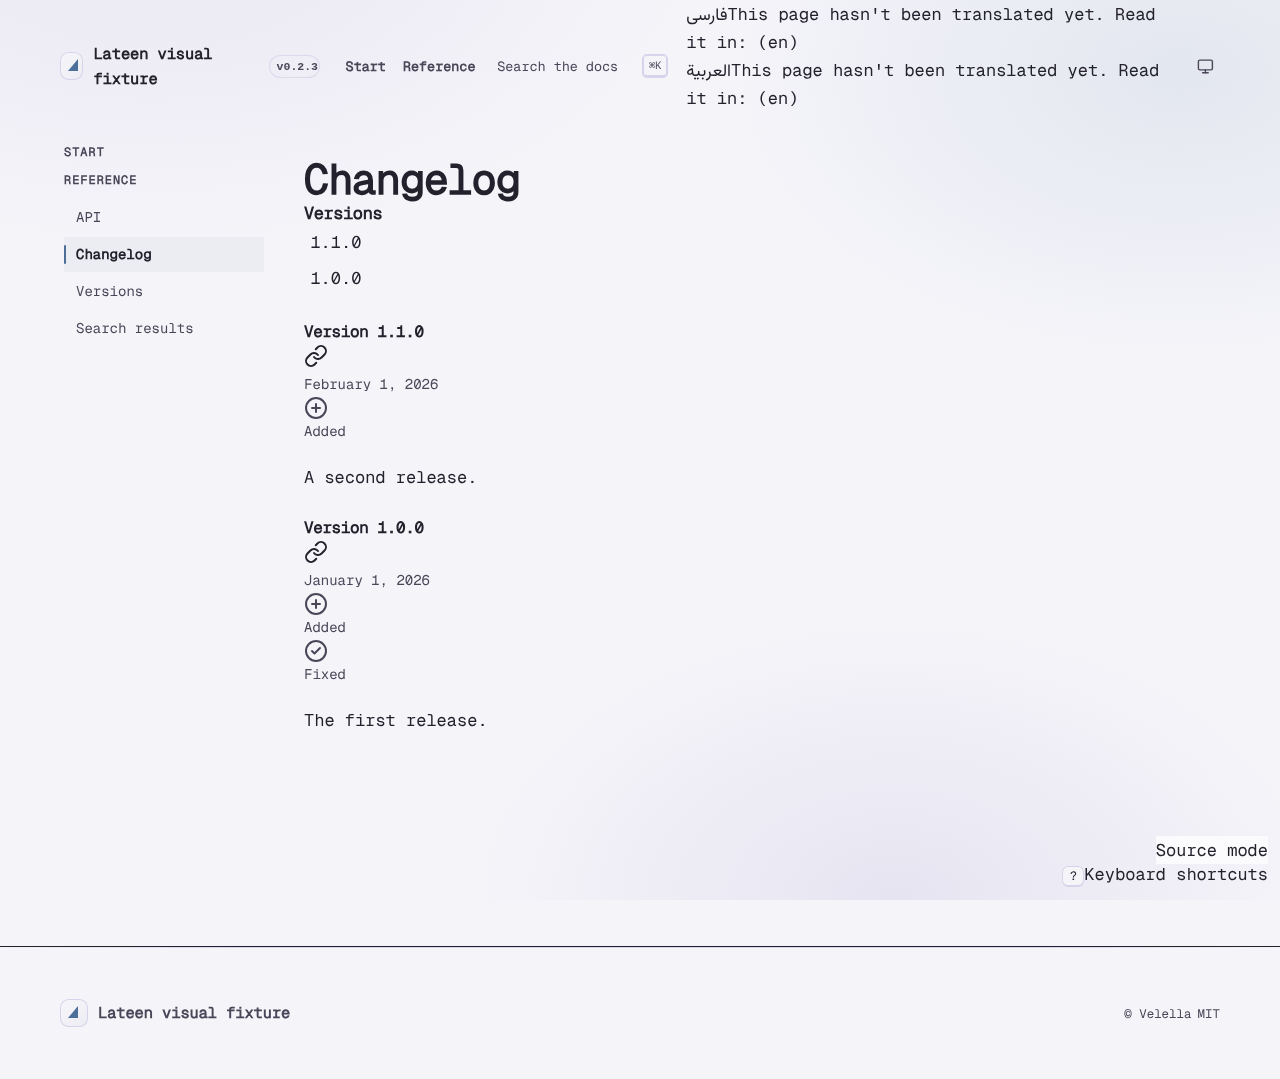 Lateen visual
fixture
v0.2.3
Start
Reference
Search the docs
⌘K
فارسیThis page hasn't been translated yet. Read
it in: (en)
العربيةThis page hasn't been translated yet. Read
it in: (en)
START
REFERENCE
API
Changelog
Versions
Search results
Changelog
Versions
1.1.0
1.0.0
Version 1.1.0
February 1, 2026
Added
A second release.
Version 1.0.0
January 1, 2026
Added
Fixed
The first release.
Source mode
? Keyboard shortcuts
Lateen visual fixture
© Velella MIT